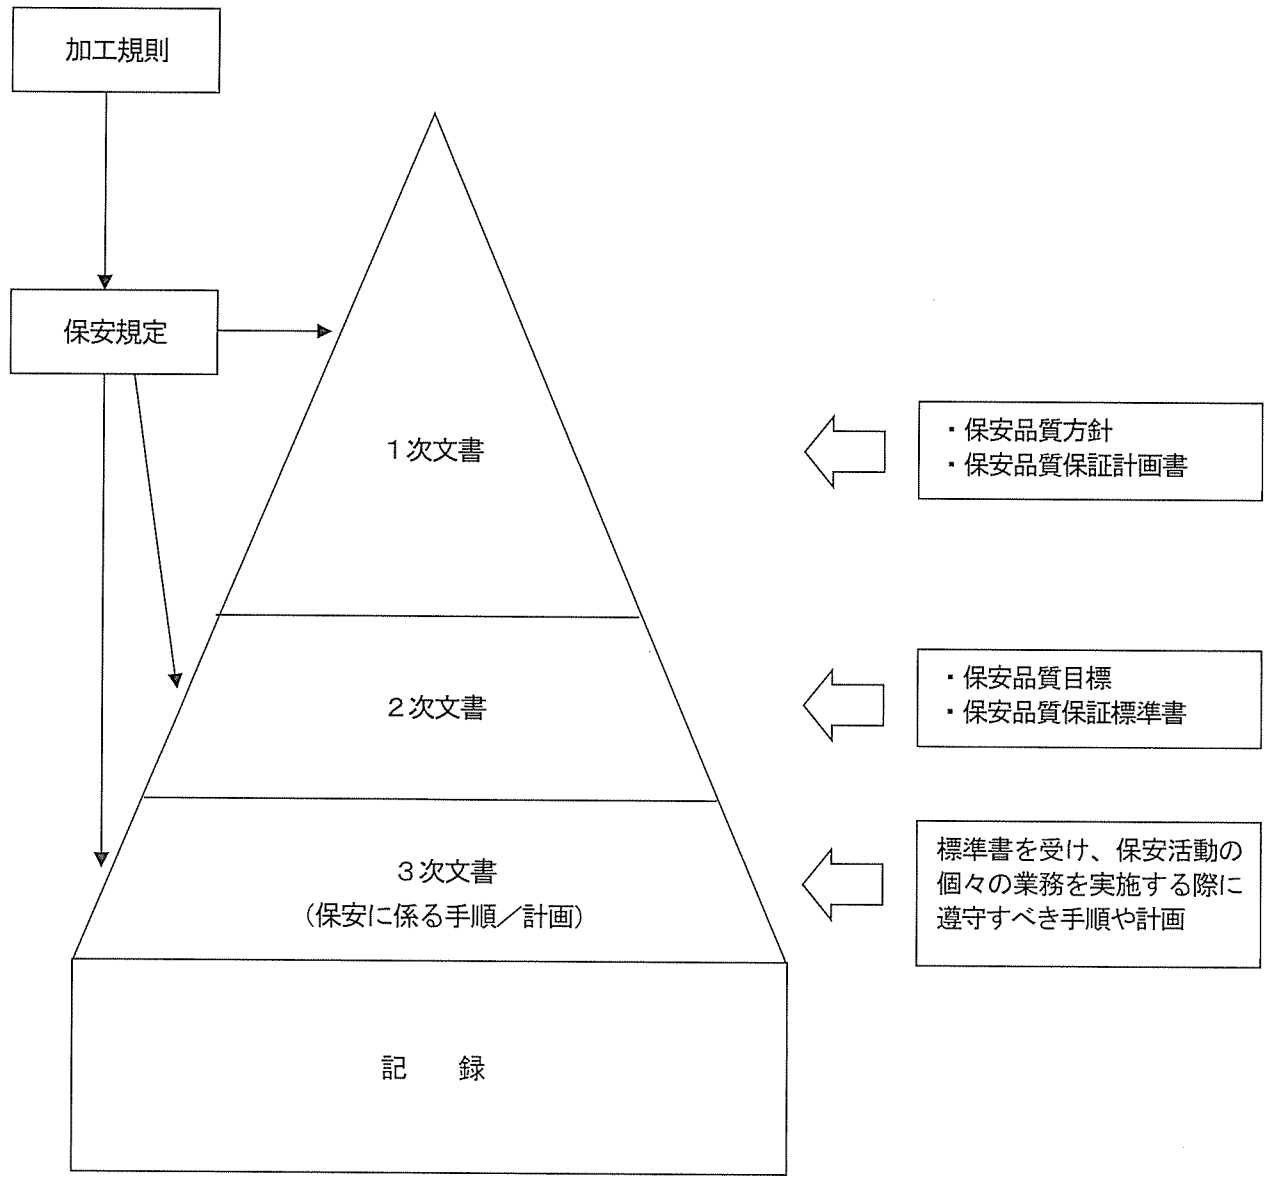 加工規則
保安規定
１次文書
・保安品質方針
・保安品質保証計画書
２次文書
・保安品質目標
・保安品質保証標準書
３次文書
（保安に係る手順／計画）
標準書を受け、保安活動の
個々の業務を実施する際に
遵守すべき手順や計画
記　録